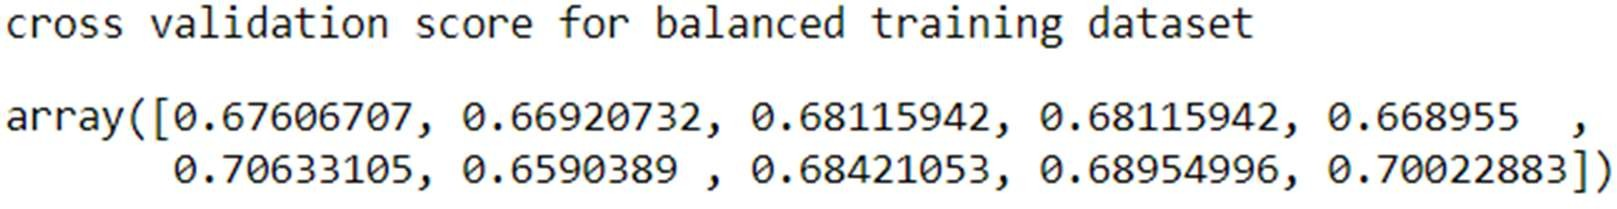 cross validation score for balanced training dataset
array([0.67606707, 0.66920732, 0.68115942, 0.68115942, 0.668955  ,
       0.70633105, 0.6590389 , 0.68421053, 0.68954996, 0.70022883])